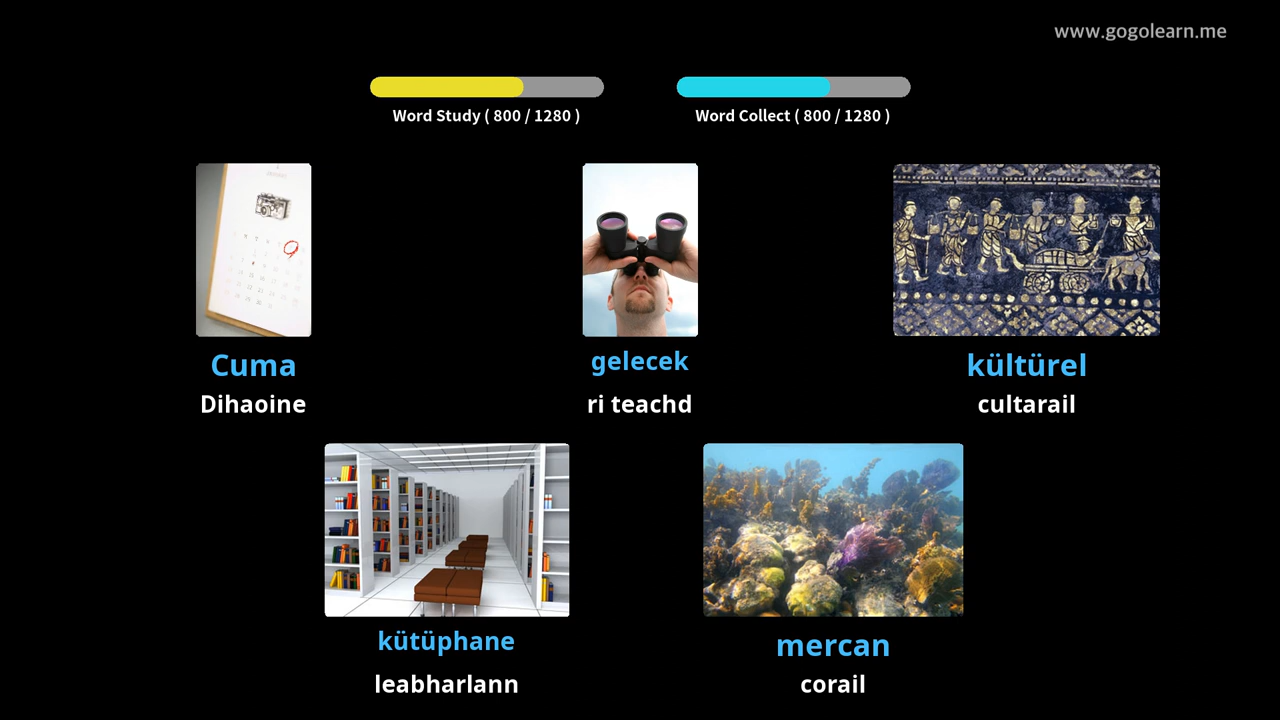 www.gogolearn.me
Word Study ( 800 / 1280 )
Word Collect ( 800 / 1280 )
Cuma
Dihaoine
gelecek
ri teachd
kültürel
cultarail
kütüphane
leabharlann
mercan
corail